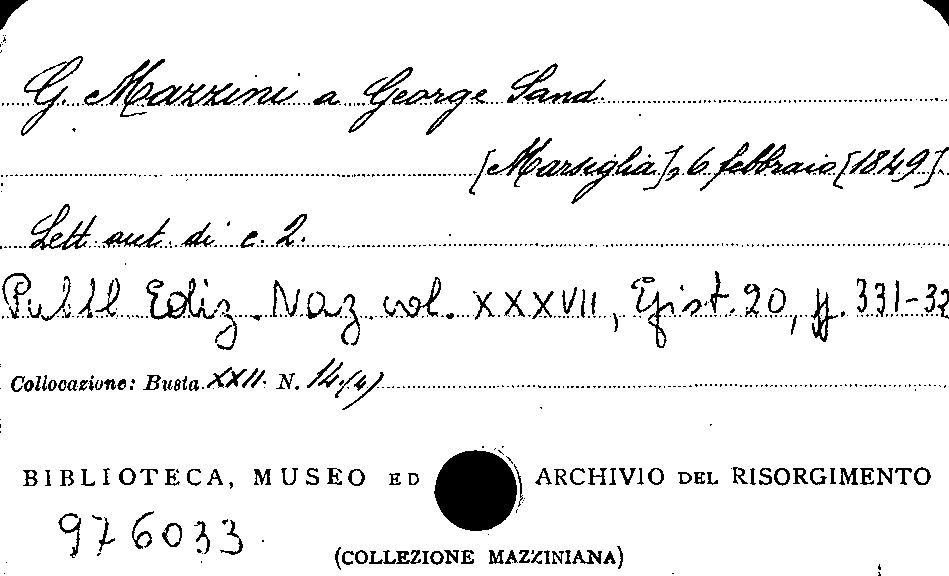 G. Mazzini a George Sand
[Marsiglia], 6 febbraio [1849].
Lett. aut. di c. 2.
Pubbl Ediz. Naz. vol. XXXVII, Epist. 20, pp. 331-32
Collocazione: Busta XXII N. 14 (4)
BIBLIOTECA, MUSEO ED ARCHIVIO DEL RISORGIMENTO
976033
(COLLEZIONE MAZZINIANA)